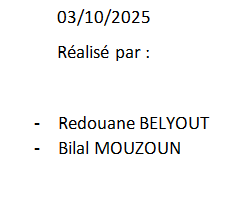 03/10/2025
Réalisé par :
- Redouane BELYOUT
- Bilal MOUZOUN